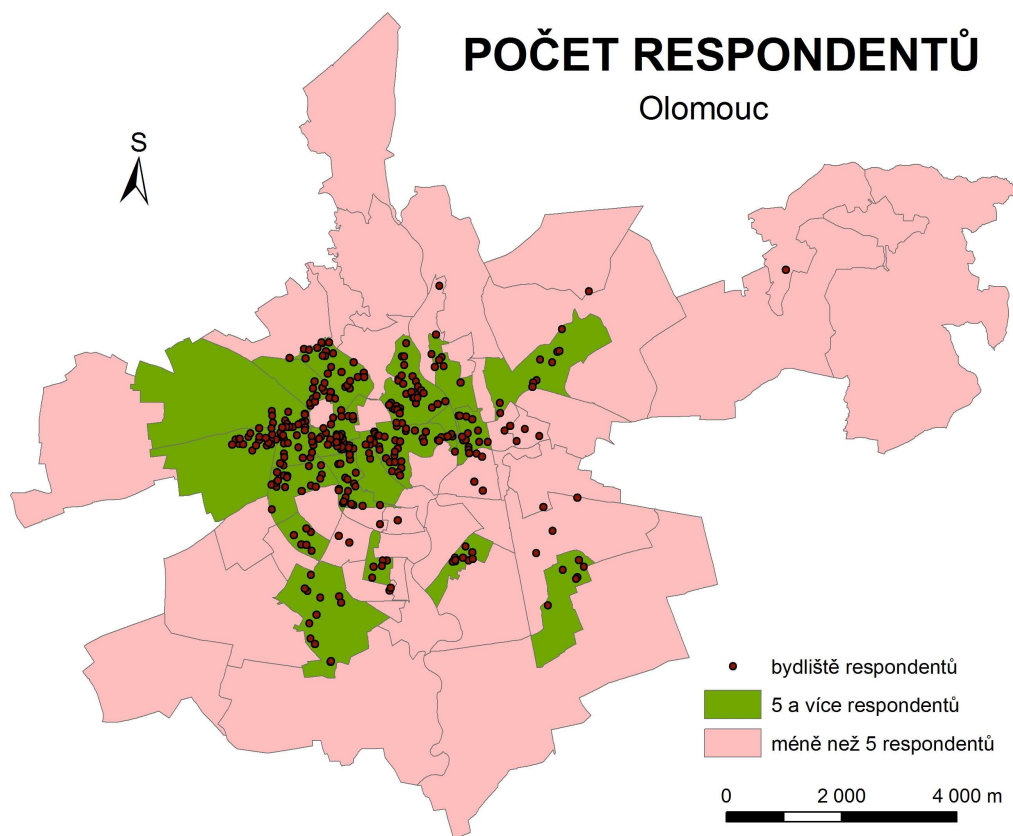 POČET RESPONDENTŮ
Olomouc
S
bydliště respondentů
5 a více respondentů
méně než 5 respondentů
0 2 000 4 000 m